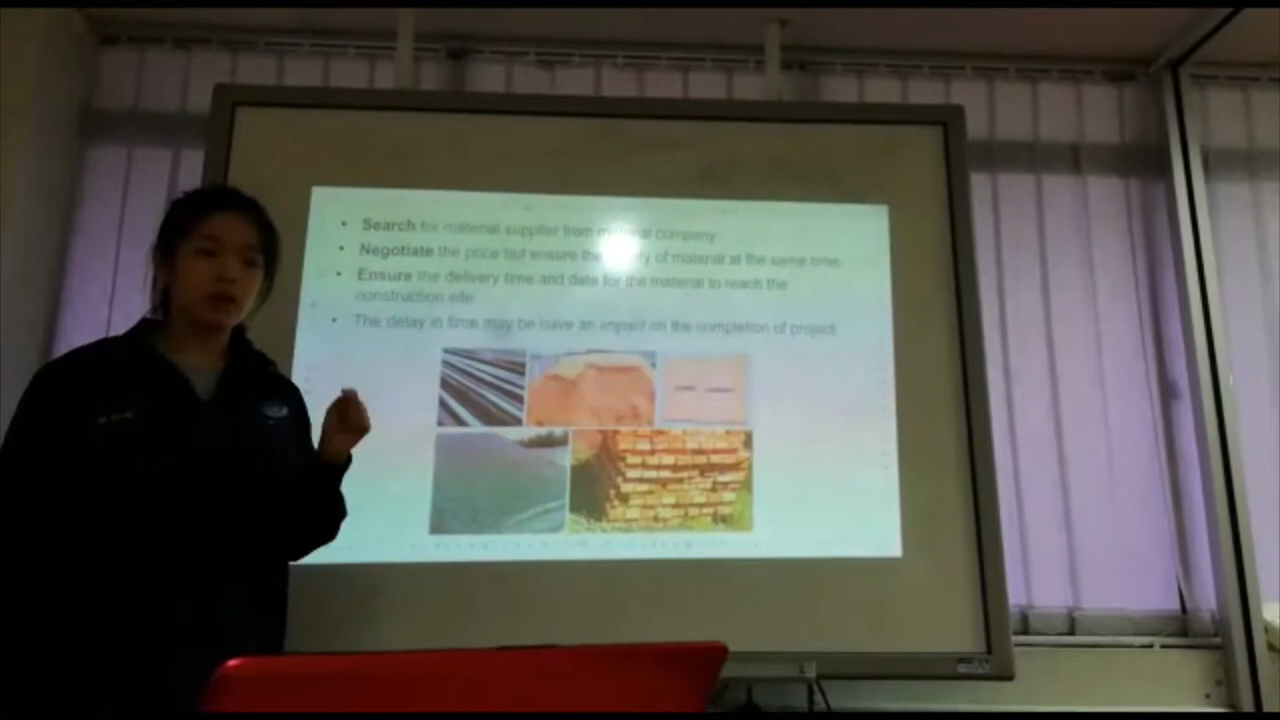 • Search for material supplier from material company
• Negotiate the price but ensure the of material at the same time.
• Ensure the delivery time and date for the material to reach the
construction site
• The delay in time may be have an impact on the completion of project